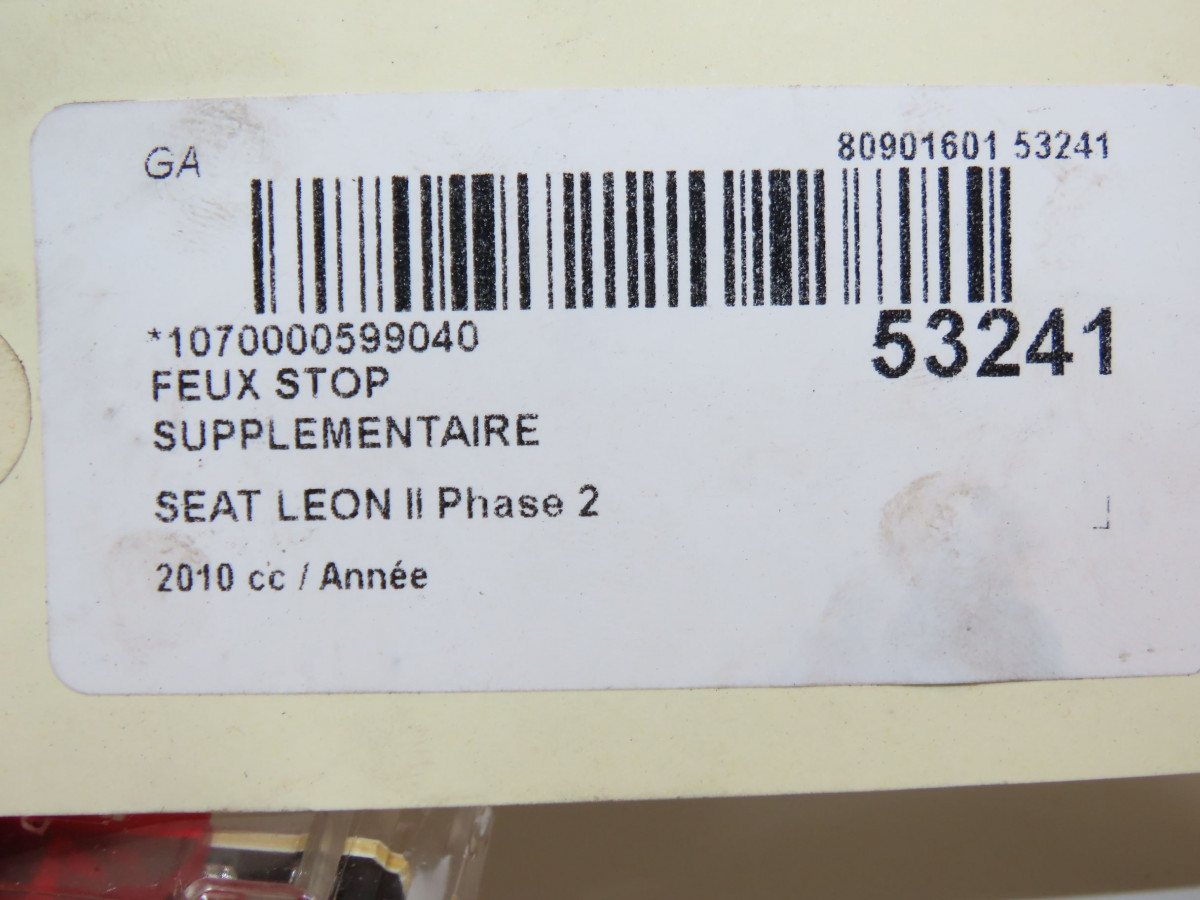 GA
80901601 53241
*1070000599040
53241
FEUX STOP
SUPPLEMENTAIRE
SEAT LEON II Phase 2
2010 cc / Année